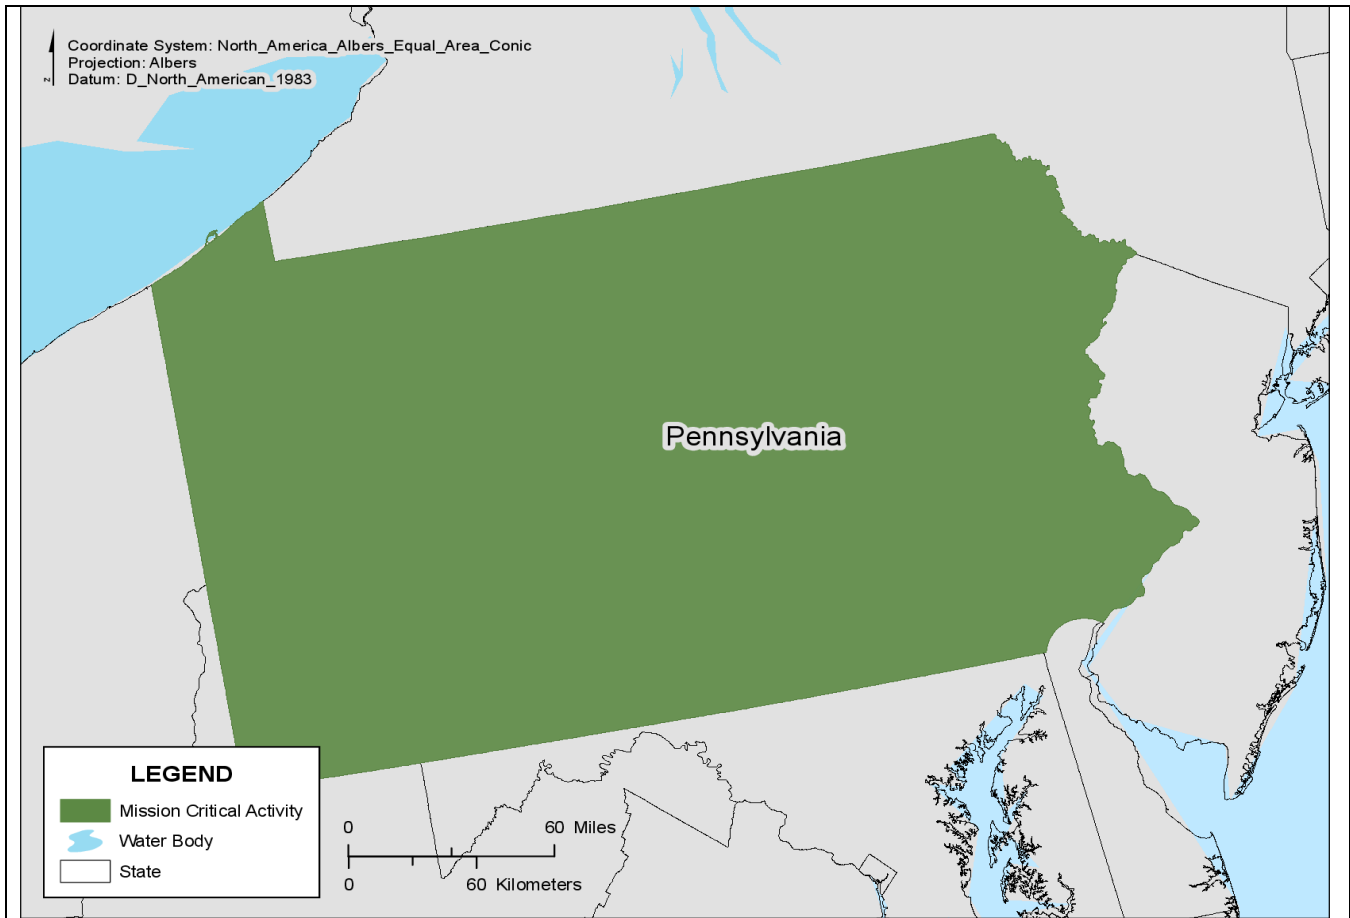 Coordinate System: North_America_Albers_Equal_Area_Conic
Projection: Albers
Datum: D_North_American_1983
N
Pennsylvania
LEGEND
Mission Critical Activity
Water Body
State
0 60 Miles
0 60 Kilometers